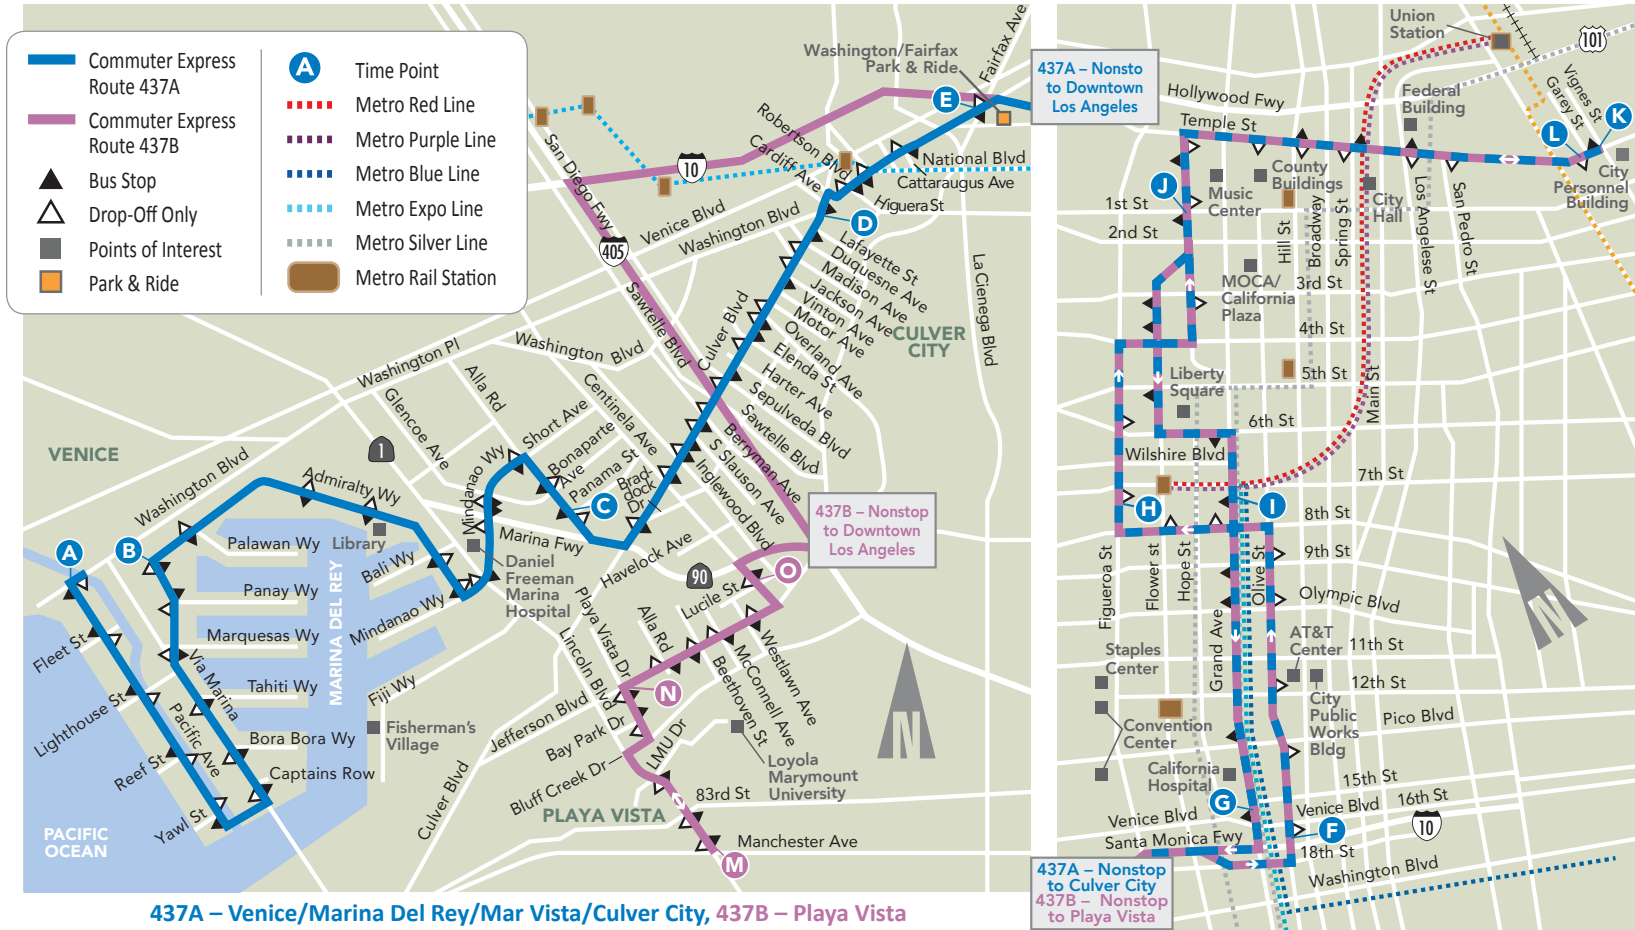 Commuter Express
Route 437A
Commuter Express
Route 437B
Bus Stop
Drop-Off Only
Points of Interest
Park & Ride
A
Time Point
Metro Red Line
Metro Purple Line
Metro Blue Line
Metro Expo Line
Metro Silver Line
Metro Rail Station
Washington/Fairfax
Park & Ride
Fairfax Ave
E
437A – Nonsto
to Downtown
Los Angeles
Robertson Blvd
Cardiff Ave
National Blvd
Cattaraugus Ave
Higuera St
10
San Diego Fwy
405
Venice Blvd
Washington Blvd
D
Lafayette St
Duquesne Ave
Madison Ave
Jackson Ave
Vinton Ave
Motor Ave
Overland Ave
Elenda St
Harter Ave
Sepulveda Blvd
Sawtelle Blvd
Berryman Ave
S Slauson Ave
Inglewood Blvd
La Cienega Blvd
CULVER
CITY
Sawtelle Blvd
Culver Blvd
Washington Pl
Washington Blvd
Alla Rd
Glencoe Ave
Centinela Ave
Short Ave
Bonaparte
Ave
Panama St
Brad-
dock
Dr
C
1
VENICE
Washington Blvd
Admiralty Wy
Mindanao Wy
Marina Fwy
Havelock Ave
90
437B – Nonstop
to Downtown
Los Angeles
O
A
B
Palawan Wy
Library
Bali Wy
Daniel
Freeman
Marina
Hospital
Panay Wy
Marquesas Wy
Mindanao Wy
MARINA DEL REY
Fleet St
Via Marina
Tahiti Wy
Fiji Wy
Lighthouse St
Pacific Ave
Bora Bora Wy
Fisherman's
Village
Reef St
Captains Row
Yawl St
PACIFIC
OCEAN
Lucile St
Playa Vista Dr
Alla Rd
Lincoln Blvd
Westlawn Ave
McConnell Ave
Beethoven St
N
Jefferson Blvd
Bay Park Dr
Bluff Creek Dr
LMU Dr
Loyola
Marymount
University
Culver Blvd
PLAYA VISTA
83rd St
Manchester Ave
M
N
437A – Venice/Marina Del Rey/Mar Vista/Culver City, 437B – Playa Vista
Union
Station
101
Hollywood Fwy
Federal
Building
Vignes St
Garey St
Temple St
K
L
County
Buildings
Music
Center
City
Hall
City
Personnel
Building
J
1st St
2nd St
Hill St
Broadway
Spring St
Los Angelese St
San Pedro St
MOCA/
California
Plaza
3rd St
4th St
5th St
Main St
Liberty
Square
6th St
Wilshire Blvd
7th St
H
I
8th St
9th St
Figueroa St
Flower st
Hope St
Grand Ave
Olive St
Olympic Blvd
N
AT&T
Center
11th St
Staples
Center
12th St
City
Public
Works
Bldg
Pico Blvd
Convention
Center
California
Hospital
15th St
G
Venice Blvd
Venice Blvd
16th St
F
10
Santa Monica Fwy
18th St
Washington Blvd
437A – Nonstop
to Culver City
437B – Nonstop
to Playa Vista